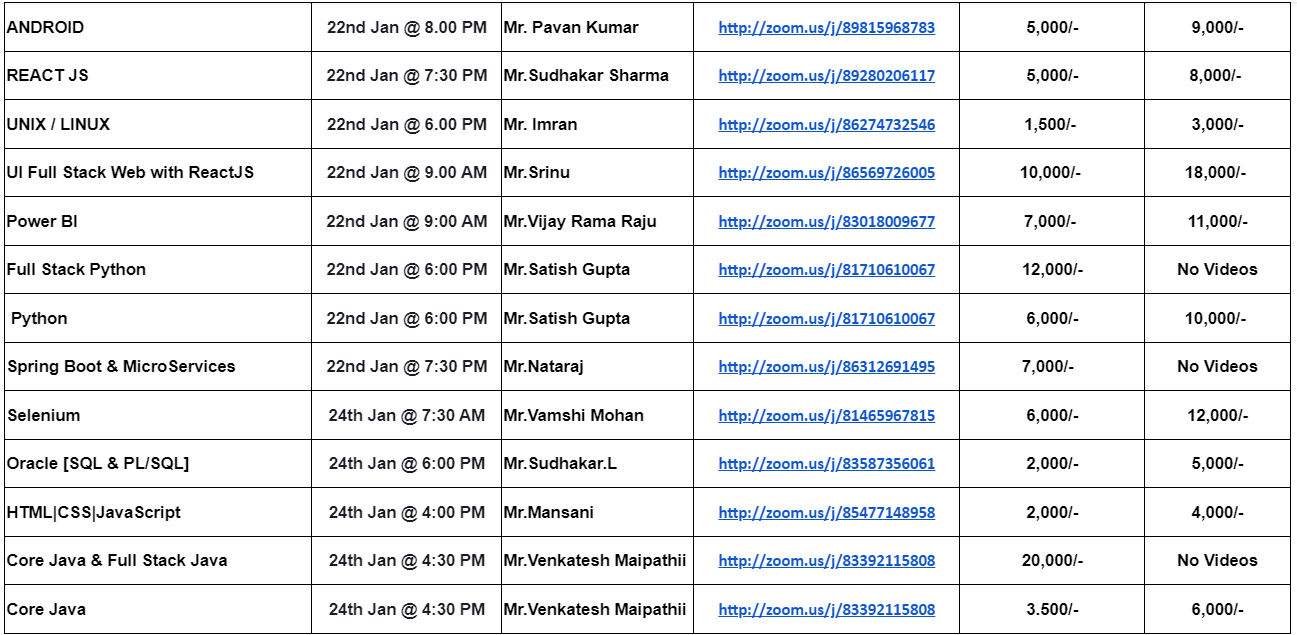 ANDROID 22nd Jan @ 8.00 PM Mr. Pavan Kumar http://zoom.us/j/89815968783 5,000/- 9,000/-
REACT JS 22nd Jan @ 7:30 PM Mr.Sudhakar Sharma http://zoom.us/j/89280206117 5,000/- 8,000/-
UNIX / LINUX 22nd Jan @ 6.00 PM Mr. Imran http://zoom.us/j/86274732546 1,500/- 3,000/-
UI Full Stack Web with ReactJS 22nd Jan @ 9.00 AM Mr.Srinu http://zoom.us/j/86569726005 10,000/- 18,000/-
Power BI 22nd Jan @ 9:00 AM Mr.Vijay Rama Raju http://zoom.us/j/83018009677 7,000/- 11,000/-
Full Stack Python 22nd Jan @ 6:00 PM Mr.Satish Gupta http://zoom.us/j/81710610067 12,000/- No Videos
Python 22nd Jan @ 6:00 PM Mr.Satish Gupta http://zoom.us/j/81710610067 6,000/- 10,000/-
Spring Boot & MicroServices 22nd Jan @ 7:30 PM Mr.Nataraj http://zoom.us/j/86312691495 7,000/- No Videos
Selenium 24th Jan @ 7:30 AM Mr.Vamshi Mohan http://zoom.us/j/81465967815 6,000/- 12,000/-
Oracle [SQL & PL/SQL] 24th Jan @ 6:00 PM Mr.Sudhakar.L http://zoom.us/j/83587356061 2,000/- 5,000/-
HTML|CSS|JavaScript 24th Jan @ 4:00 PM Mr.Mansani http://zoom.us/j/85477148958 2,000/- 4,000/-
Core Java & Full Stack Java 24th Jan @ 4:30 PM Mr.Venkatesh Maipathii http://zoom.us/j/83392115808 20,000/- No Videos
Core Java 24th Jan @ 4:30 PM Mr.Venkatesh Maipathii http://zoom.us/j/83392115808 3.500/- 6,000/-